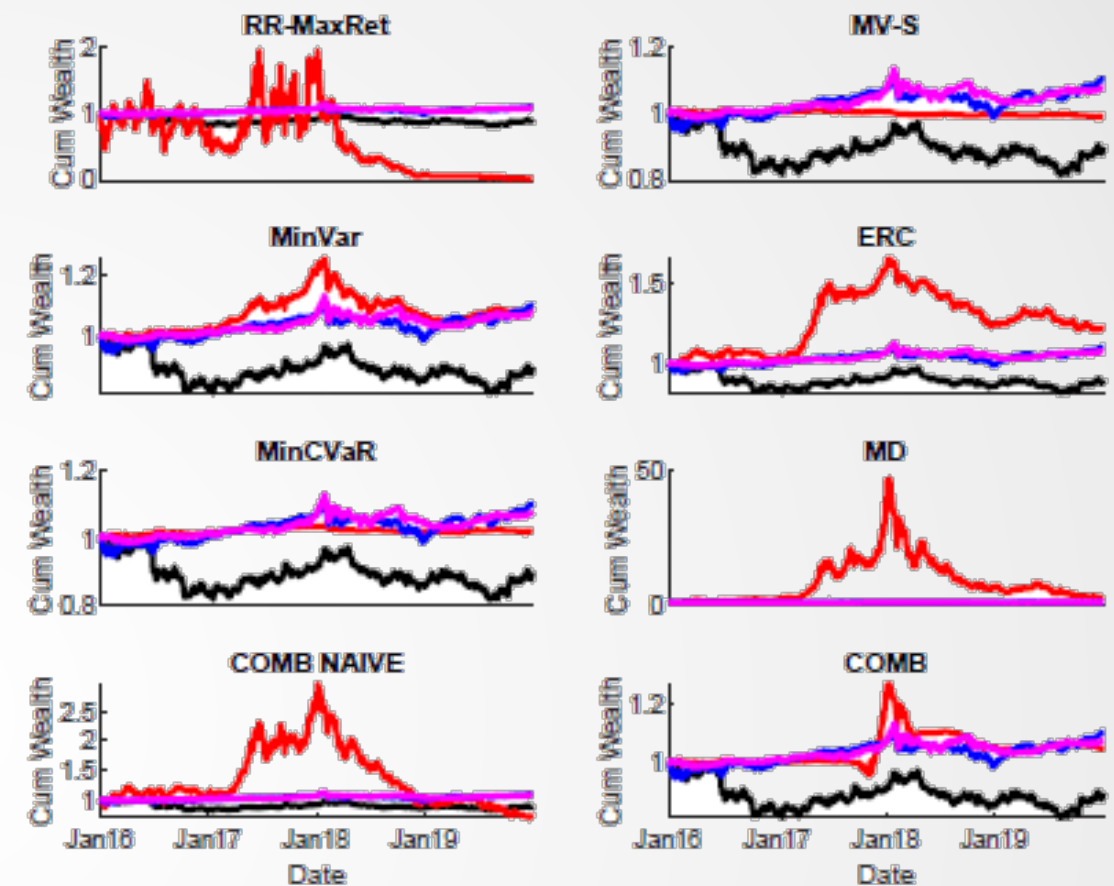 RR-MaxRet
Cum Wealth
2
1
0
MV-S
Cum Wealth
1.2
1
0.8
MinVar
Cum Wealth
1.2
1
ERC
Cum Wealth
1.5
1
MinCVaR
Cum Wealth
1.2
1
0.8
MD
Cum Wealth
50
0
COMB NAIVE
Cum Wealth
2.5
2
1.5
1
Jan16 Jan17 Jan18 Jan19
Date
COMB
Cum Wealth
1.2
1
Jan16 Jan17 Jan18 Jan19
Date